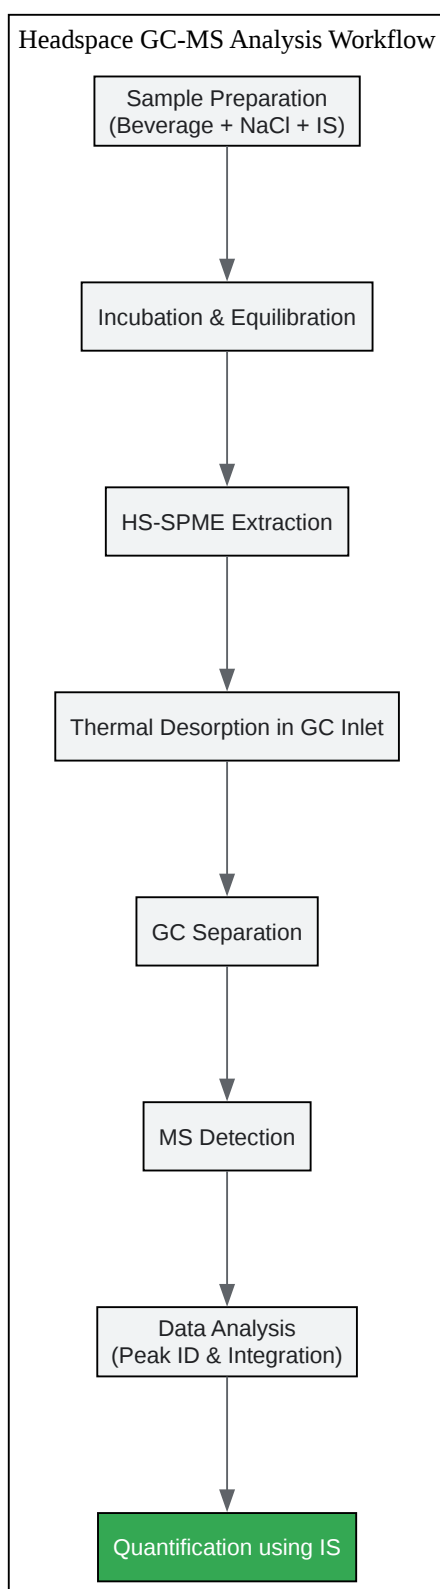 Headspace GC-MS Analysis Workflow
Sample Preparation
(Beverage + NaCl + IS)
Incubation & Equilibration
HS-SPME Extraction
Thermal Desorption in GC Inlet
GC Separation
MS Detection
Data Analysis
(Peak ID & Integration)
Quantification using IS